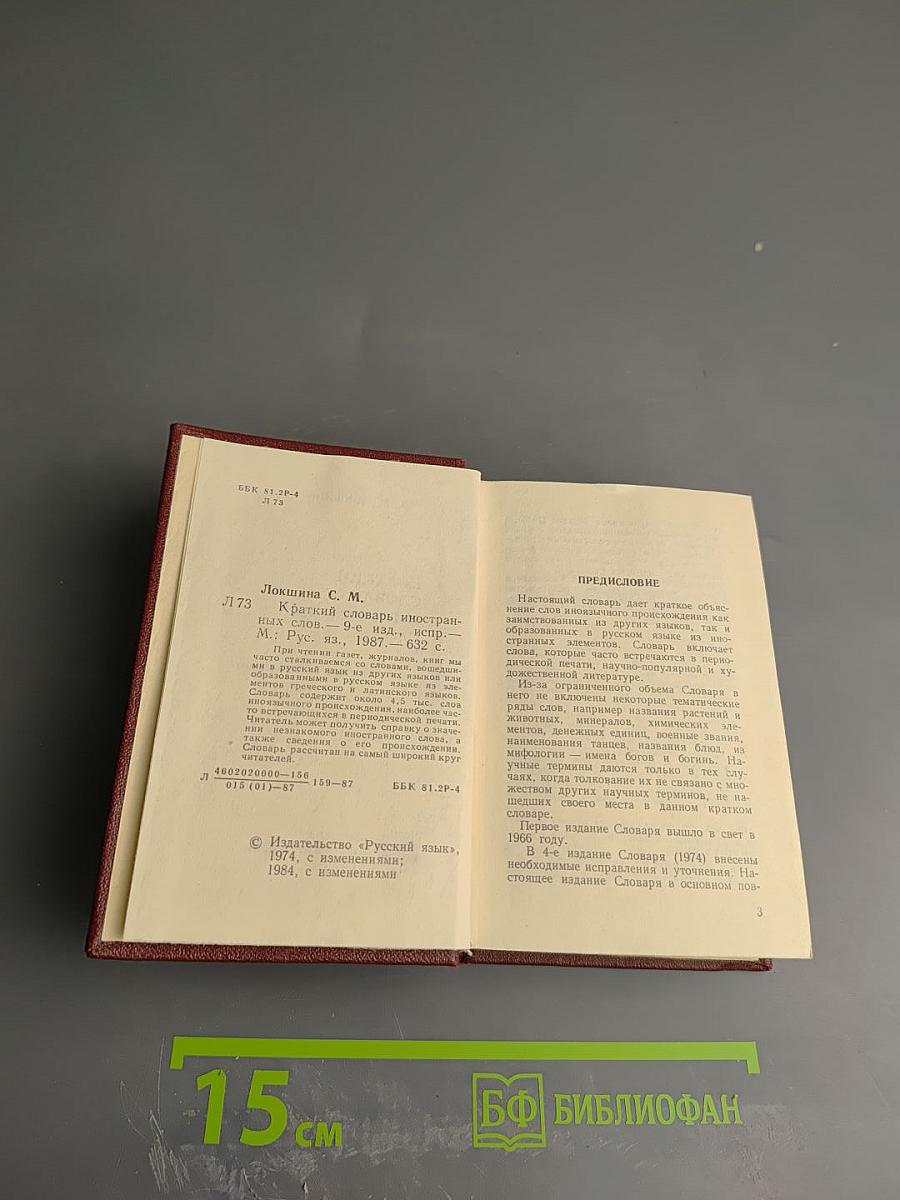 ББК 81.2Р-4
Л 73
Локшина С. М.
Л 73 Краткий словарь иностран-
ных слов.— 9-е изд., испр.—
М.: Рус. яз., 1987.— 632 с.
При чтении газет, журналов, книг мы
часто сталкиваемся со словами, вошедши-
ми в русский язык из других языков или
образованными в русском языке из эле-
ментов греческого и латинского языков.
Словарь содержит около 4,5 тыс. слов
иноязычного происхождения, наиболее час-
то встречающихся в периодической печати.
Читатель может получить справку о значе-
нии незнакомого иностранного слова, а
также сведения о его происхождении.
Словарь рассчитан на самый широкий круг
читателей.
Л 4602020000—156
015 (01)—87 159—87 ББК 81.2Р-4
© Издательство «Русский язык»,
1974, с изменениями;
1984, с изменениями
ПРЕДИСЛОВИЕ
Настоящий словарь дает краткое объяс-
нение слов иноязычного происхождения как
заимствованных из других языков, так и
образованных в русском языке из ино-
странных элементов. Словарь включает
слова, которые часто встречаются в перио-
дической печати, научно-популярной и ху-
дожественной литературе.
Из-за ограниченного объема Словаря в
него не включены некоторые тематические
ряды слов, например названия растений и
животных, минералов, химических эле-
ментов, денежных единиц, военные звания,
наименования танцев, названия блюд, из
мифологии — имена богов и богинь. На-
учные термины даются только в тех слу-
чаях, когда толкование их не связано с мно-
жеством других научных терминов, не на-
шедших своего места в данном кратком
словаре.
Первое издание Словаря вышло в свет в
1966 году.
В 4-е издание Словаря (1974) внесены
необходимые исправления и уточнения. На-
стоящее издание Словаря в основном пов-
3
15 см
БФ БИБЛИОФАН